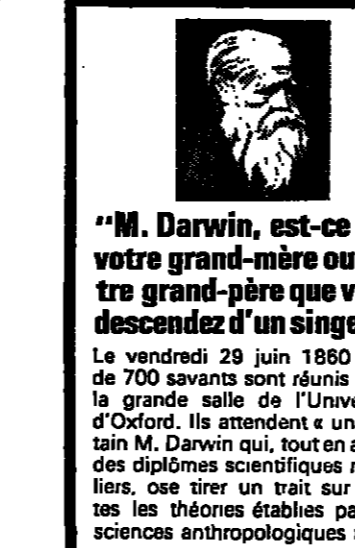 “M. Darwin, est-ce
votre grand-mère ou
tre grand-père que v
descendez d'un singe
Le vendredi 29 juin 1860
de 700 savants sont réunis
la grande salle de l'Unive
d'Oxford. Ils attendent « un
tain M. Darwin qui, tout en a
des diplômes scientifiques r
liers, ose tirer un trait sur
tes les théories établies pa
sciences anthropologiques